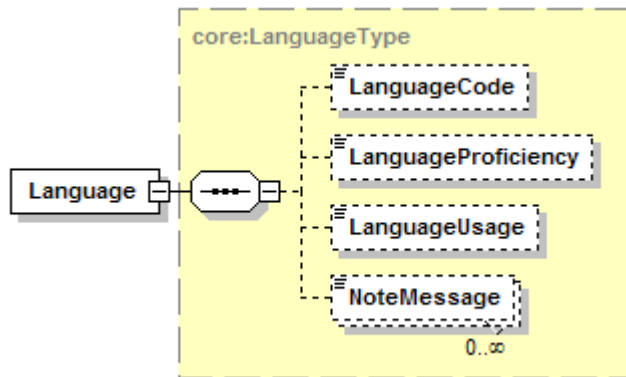 core:LanguageType
LanguageCode
LanguageProficiency
Language
LanguageUsage
NoteMessage
0..∞